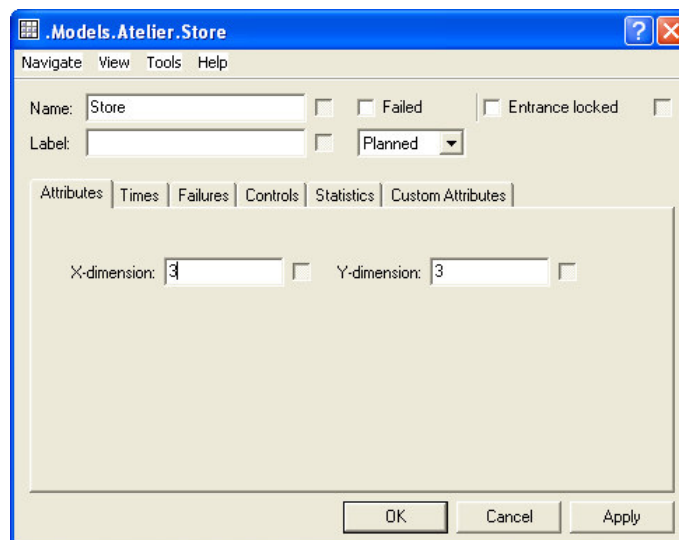 .Models.Atelier.Store
Navigate View Tools Help
Name: Store Failed Entrance locked
Label: Planned
Attributes Times Failures Controls Statistics Custom Attributes
X-dimension: 3 Y-dimension: 3
OK Cancel Apply